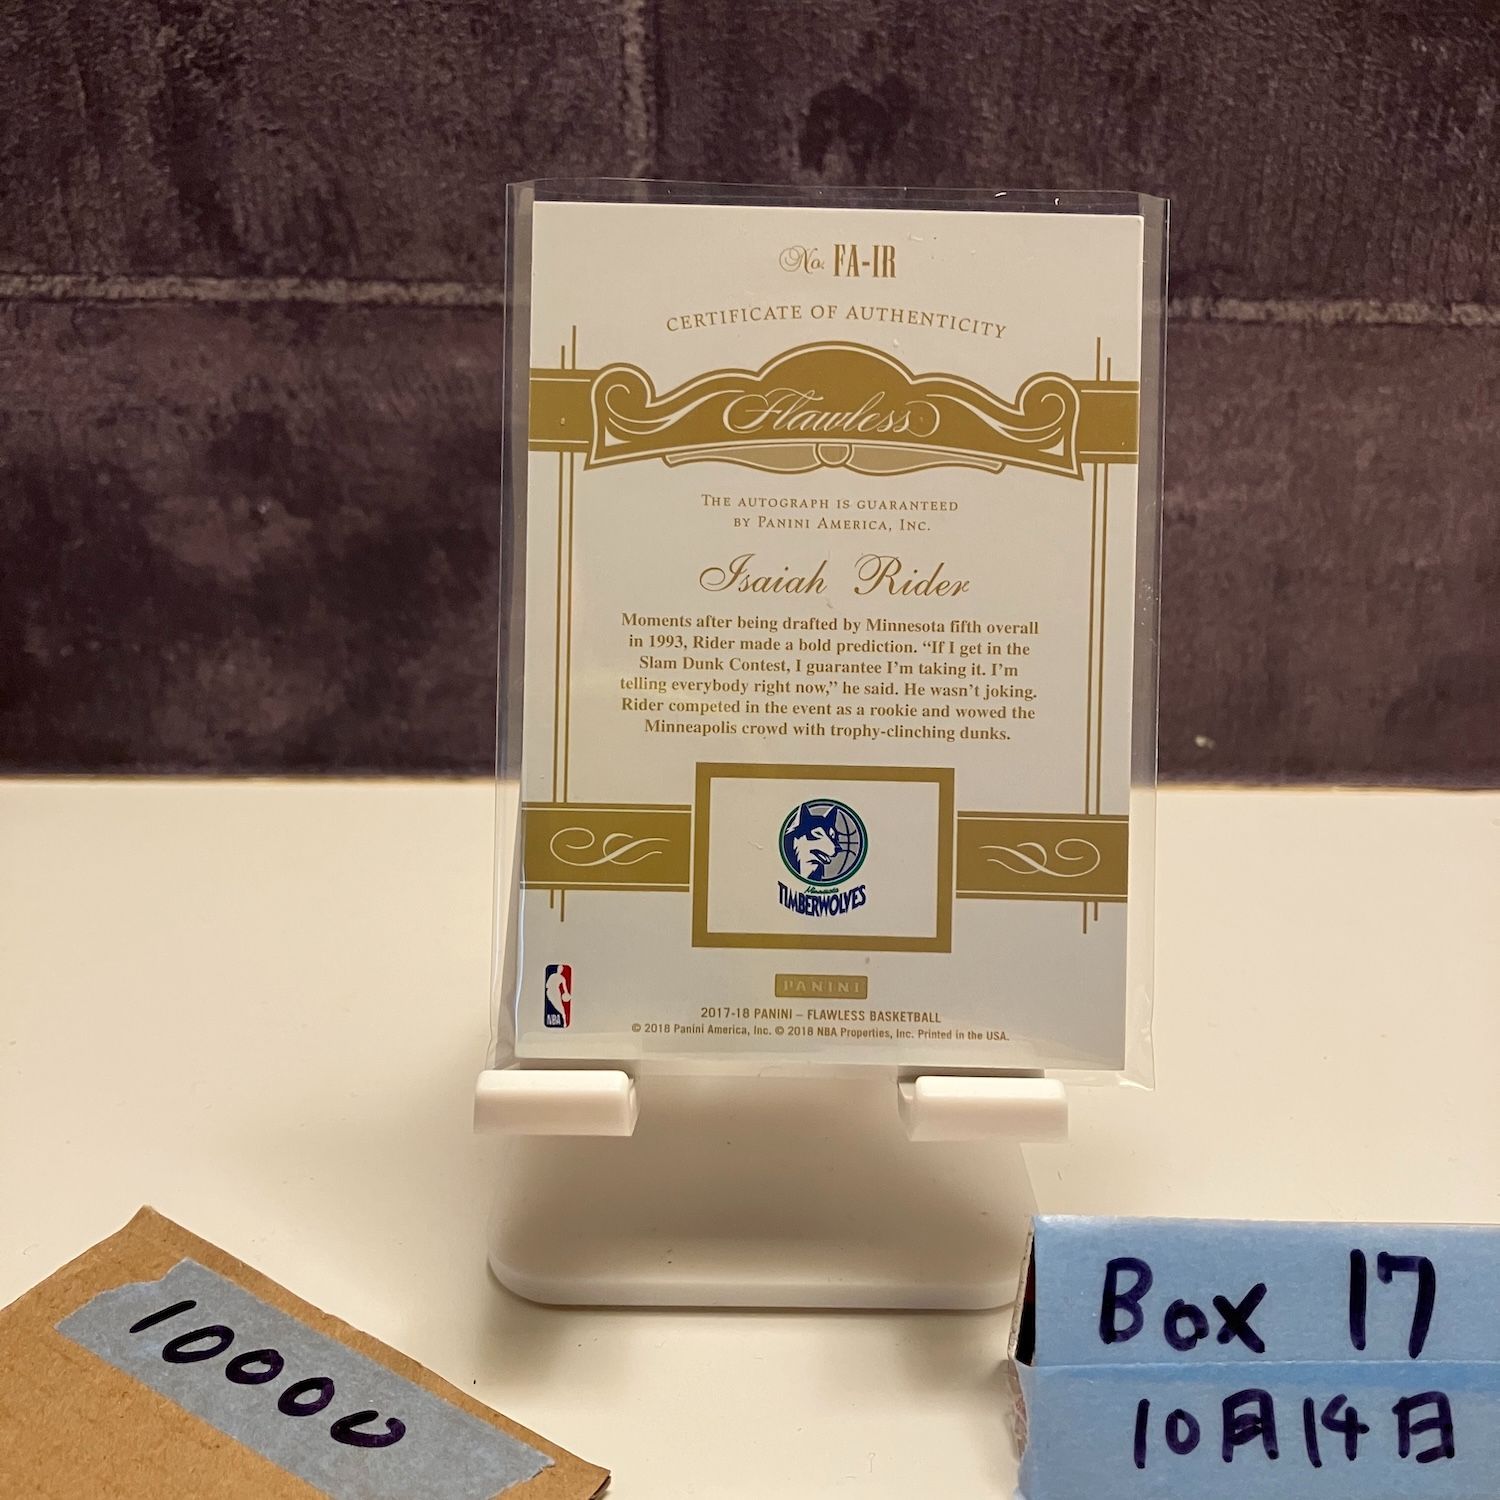 No. FA-IR
CERTIFICATE OF AUTHENTICITY
Flawless
THE AUTOGRAPH IS GUARANTEED
BY PANINI AMERICA, INC.
Isaiah Rider
Moments after being drafted by Minnesota fifth overall
in 1993, Rider made a bold prediction. “If I get in the
Slam Dunk Contest, I guarantee I’m taking it. I’m
telling everybody right now,” he said. He wasn’t joking.
Rider competed in the event as a rookie and wowed the
Minneapolis crowd with trophy-clinching dunks.
Minnesota
TIMBERWOLVES
NBA
PANINI
2017-18 PANINI – FLAWLESS BASKETBALL
© 2018 Panini America, Inc. © 2018 NBA Properties, Inc. Printed in the USA.
10000
Box 17
10月14日